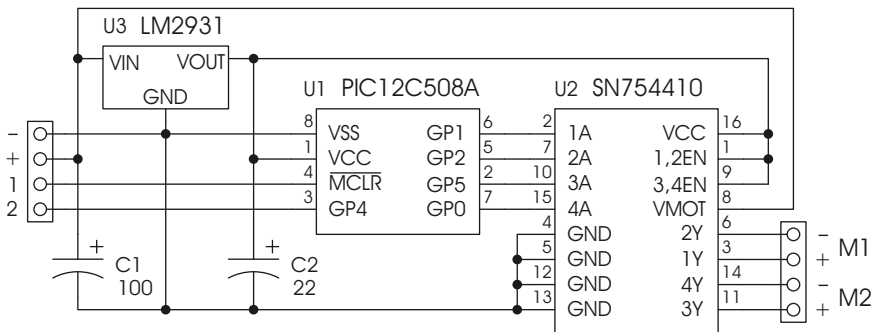 U3 LM2931
VIN VOUT
GND
U1 PIC12C508A
U2 SN754410
- 8 VSS GP1 6 2 1A VCC 16
+ 1 VCC GP2 5 7 2A 1,2EN 1
1 4 MCLR GP5 2 10 3A 3,4EN 9
2 3 GP4 GP0 7 15 4A VMOT 8
4 GND 2Y 6 -
5 GND 1Y 3 + M1
12 GND 4Y 14 -
13 GND 3Y 11 + M2
+ C1 100
+ C2 22